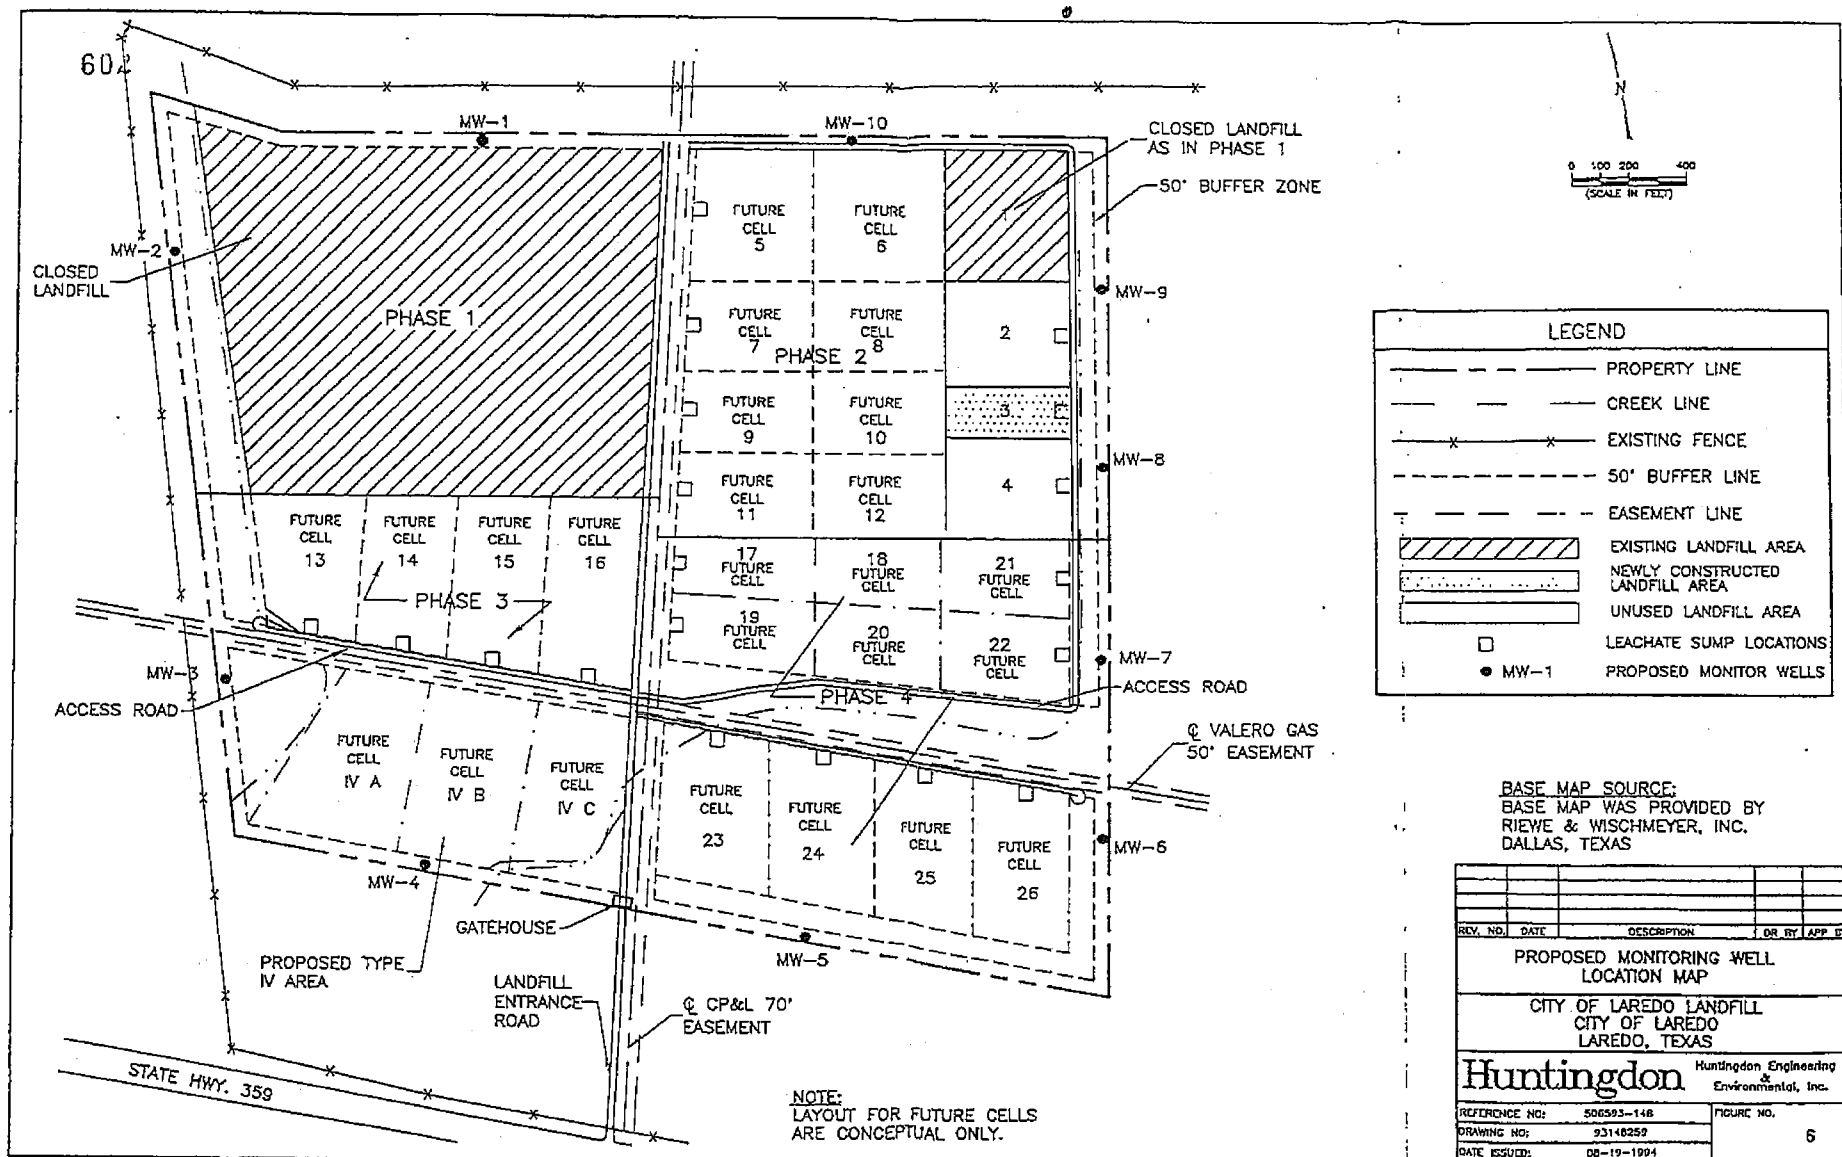 602
MW-1
MW-10
CLOSED LANDFILL
AS IN PHASE 1
50' BUFFER ZONE
N
0 100 200 400
(SCALE IN FEET)
MW-2
CLOSED
LANDFILL
PHASE 1
FUTURE
CELL
5
FUTURE
CELL
6
MW-9
FUTURE
CELL
7
FUTURE
CELL
8
2
PHASE 2
FUTURE
CELL
9
FUTURE
CELL
10
3
MW-8
FUTURE
CELL
11
FUTURE
CELL
12
4
FUTURE
CELL
13
FUTURE
CELL
14
FUTURE
CELL
15
FUTURE
CELL
16
PHASE 3
17
FUTURE
CELL
18
FUTURE
CELL
21
FUTURE
CELL
19
FUTURE
CELL
20
FUTURE
CELL
22
FUTURE
CELL
MW-7
MW-3
ACCESS ROAD
PHASE 4
ACCESS ROAD
℄ VALERO GAS
50' EASEMENT
FUTURE
CELL
IV A
FUTURE
CELL
IV B
FUTURE
CELL
IV C
FUTURE
CELL
23
FUTURE
CELL
24
FUTURE
CELL
25
FUTURE
CELL
26
MW-6
MW-4
GATEHOUSE
MW-5
PROPOSED TYPE
IV AREA
LANDFILL
ENTRANCE
ROAD
℄ CP&L 70'
EASEMENT
STATE HWY. 359
NOTE:
LAYOUT FOR FUTURE CELLS
ARE CONCEPTUAL ONLY.
LEGEND
PROPERTY LINE
CREEK LINE
EXISTING FENCE
50' BUFFER LINE
EASEMENT LINE
EXISTING LANDFILL AREA
NEWLY CONSTRUCTED
LANDFILL AREA
UNUSED LANDFILL AREA
LEACHATE SUMP LOCATIONS
MW-1 PROPOSED MONITOR WELLS
BASE MAP SOURCE:
BASE MAP WAS PROVIDED BY
RIEWE & WISCHMEYER, INC.
DALLAS, TEXAS
REV. NO. DATE DESCRIPTION DR BY APP
PROPOSED MONITORING WELL
LOCATION MAP
CITY OF LAREDO LANDFILL
CITY OF LAREDO
LAREDO, TEXAS
Huntingdon
Huntingdon Engineering
&
Environmental, Inc.
REFERENCE NO: 506593-146
DRAWING NO: 93146259
DATE ISSUED: 08-19-1994
FIGURE NO.
6